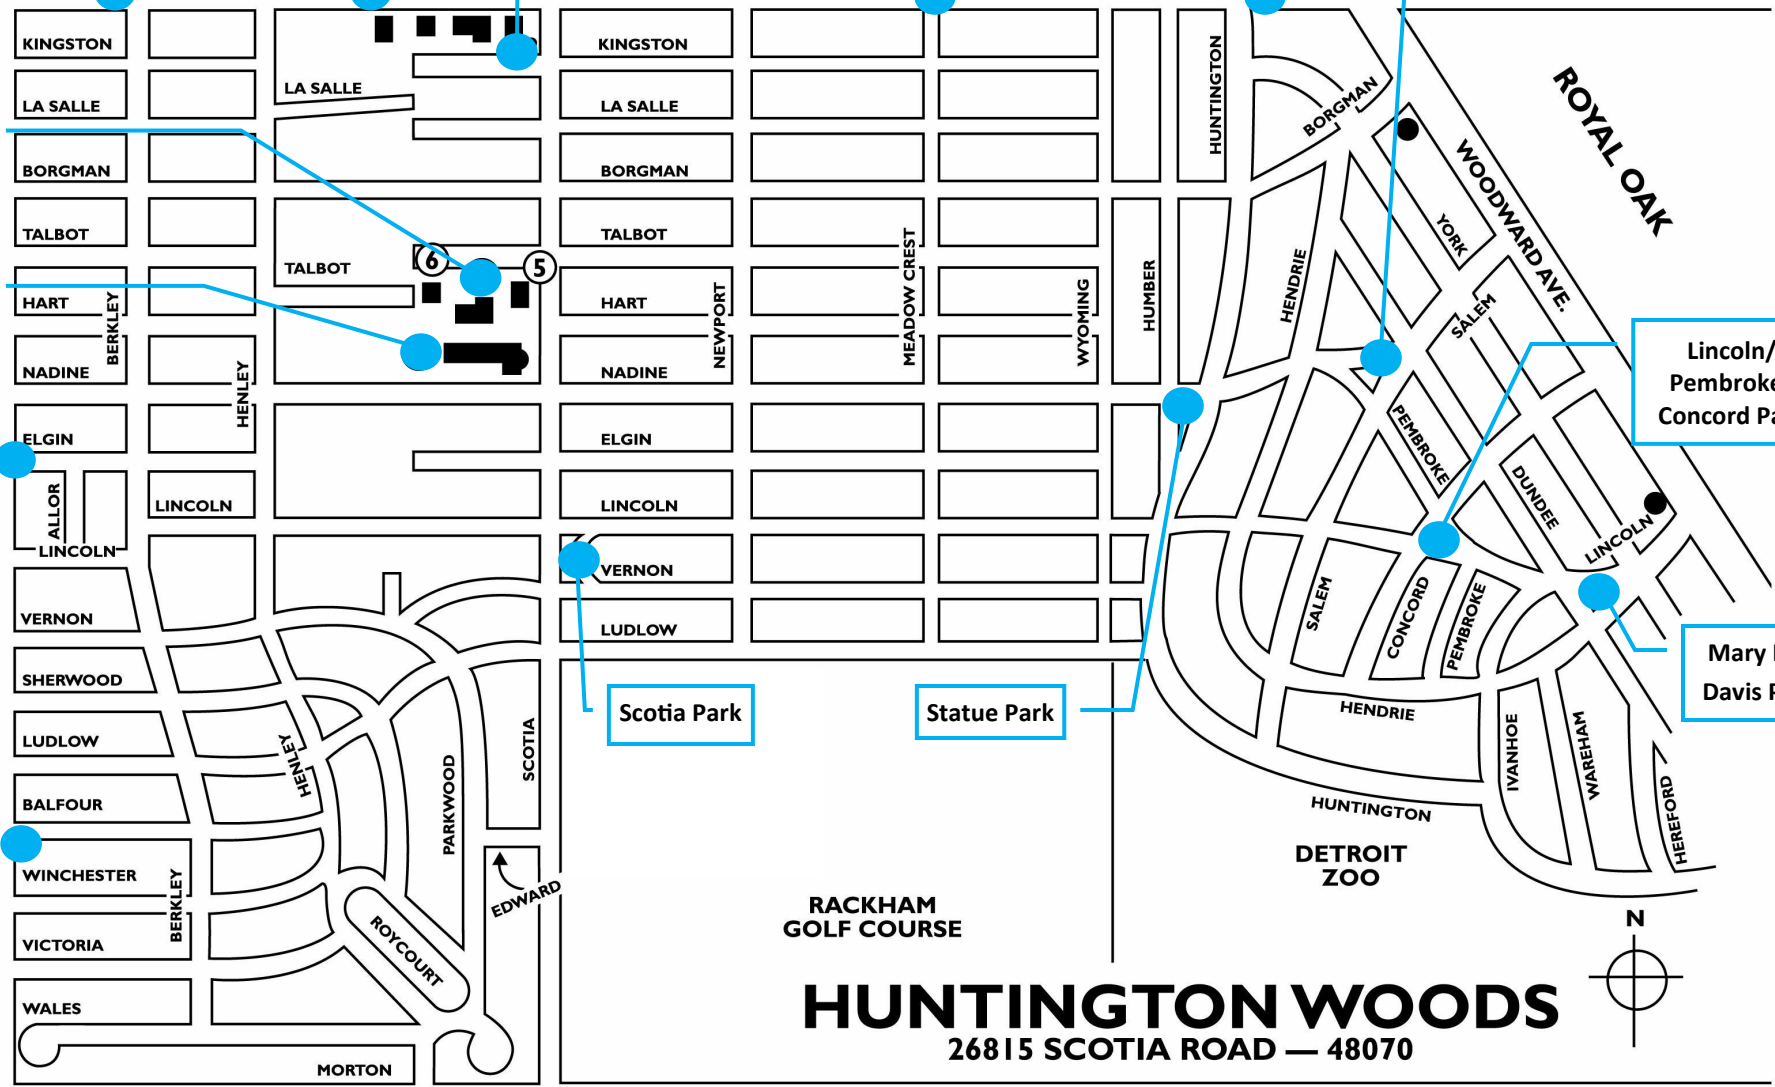 KINGSTON
LA SALLE
BORGMAN
TALBOT
HART
NADINE
ELGIN
ALLOR
LINCOLN
VERNON
SHERWOOD
LUDLOW
BALFOUR
WINCHESTER
VICTORIA
WALES
MORTON
BERKLEY
BERKLEY
HENLEY
LINCOLN
HENLEY
LA SALLE
TALBOT
6
5
ROYCOURT
PARKWOOD
SCOTIA
EDWARD
KINGSTON
LA SALLE
BORGMAN
TALBOT
HART
NADINE
ELGIN
LINCOLN
VERNON
LUDLOW
NEWPORT
MEADOW CREST
WYOMING
HUMBER
HUNTINGTON
HENDRIE
BORGMAN
YORK
WOODWARD AVE.
ROYAL OAK
SALEM
PEMBROKE
DUNDEE
LINCOLN
SALEM
CONCORD
PEMBROKE
HENDRIE
IVANHOE
WAREHAM
HEREFORD
HUNTINGTON
Lincoln/
Pembroke
Concord Pa
Mary
Davis
Scotia Park
Statue Park
DETROIT
ZOO
RACKHAM
GOLF COURSE
N
HUNTINGTON WOODS
26815 SCOTIA ROAD — 48070